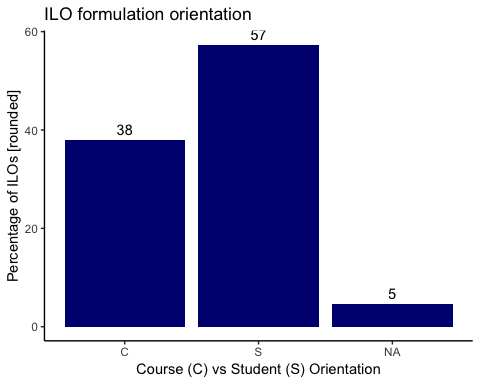 ILO formulation orientation
Percentage of ILOs [rounded]
60
40
20
0
38
57
5
C
S
NA
Course (C) vs Student (S) Orientation